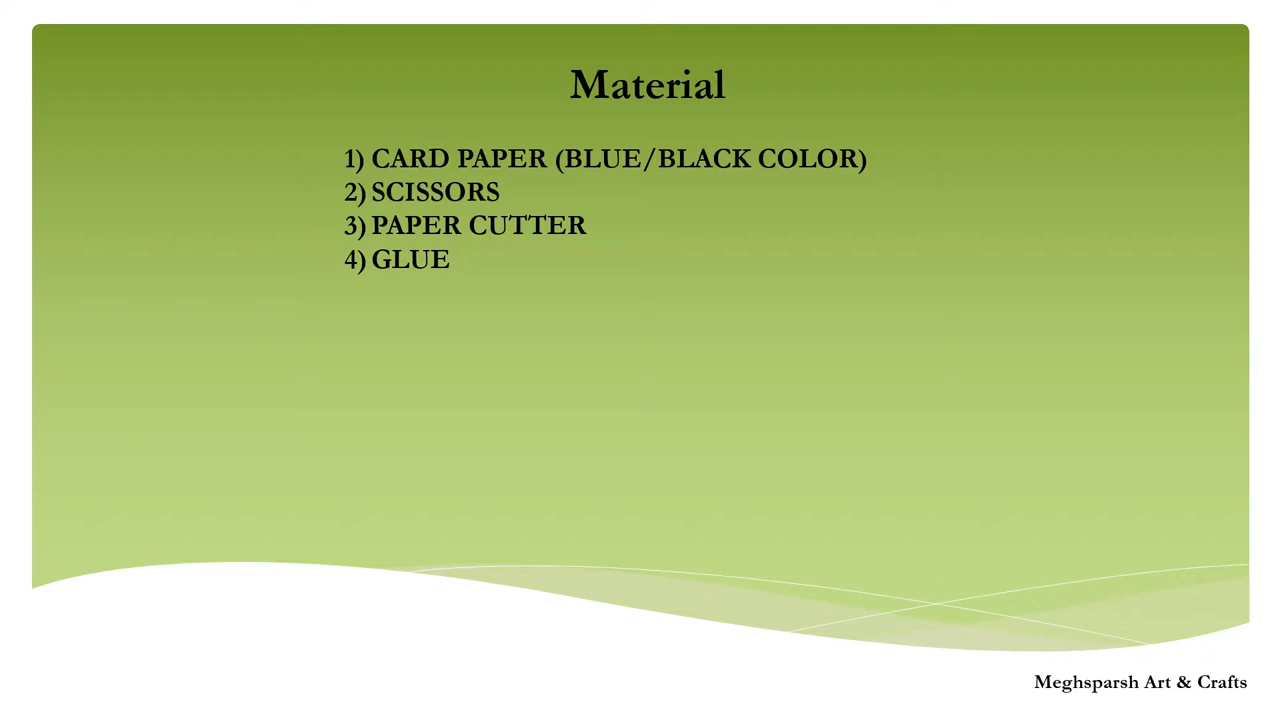 Material
1) CARD PAPER (BLUE/BLACK COLOR)
2) SCISSORS
3) PAPER CUTTER
4) GLUE
Meghsparsh Art & Crafts